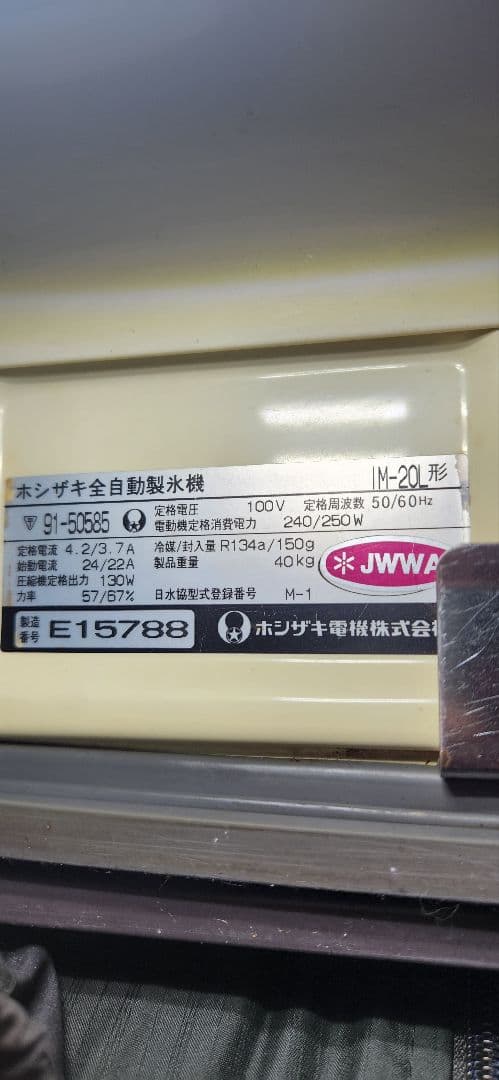 ホシザキ全自動製氷機 IM-20L形
91-50585 定格電圧 100V 定格周波数 50/60Hz
電動機定格消費電力 240/250W
定格電流 4.2/3.7A 冷媒/封入量 R134a/150g
始動電流 24/22A 製品重量 40kg
圧縮機定格出力 130W
力率 57/67% 日水協型式登録番号 M-1
JWWA
製造番号 E15788 ホシザキ電機株式会